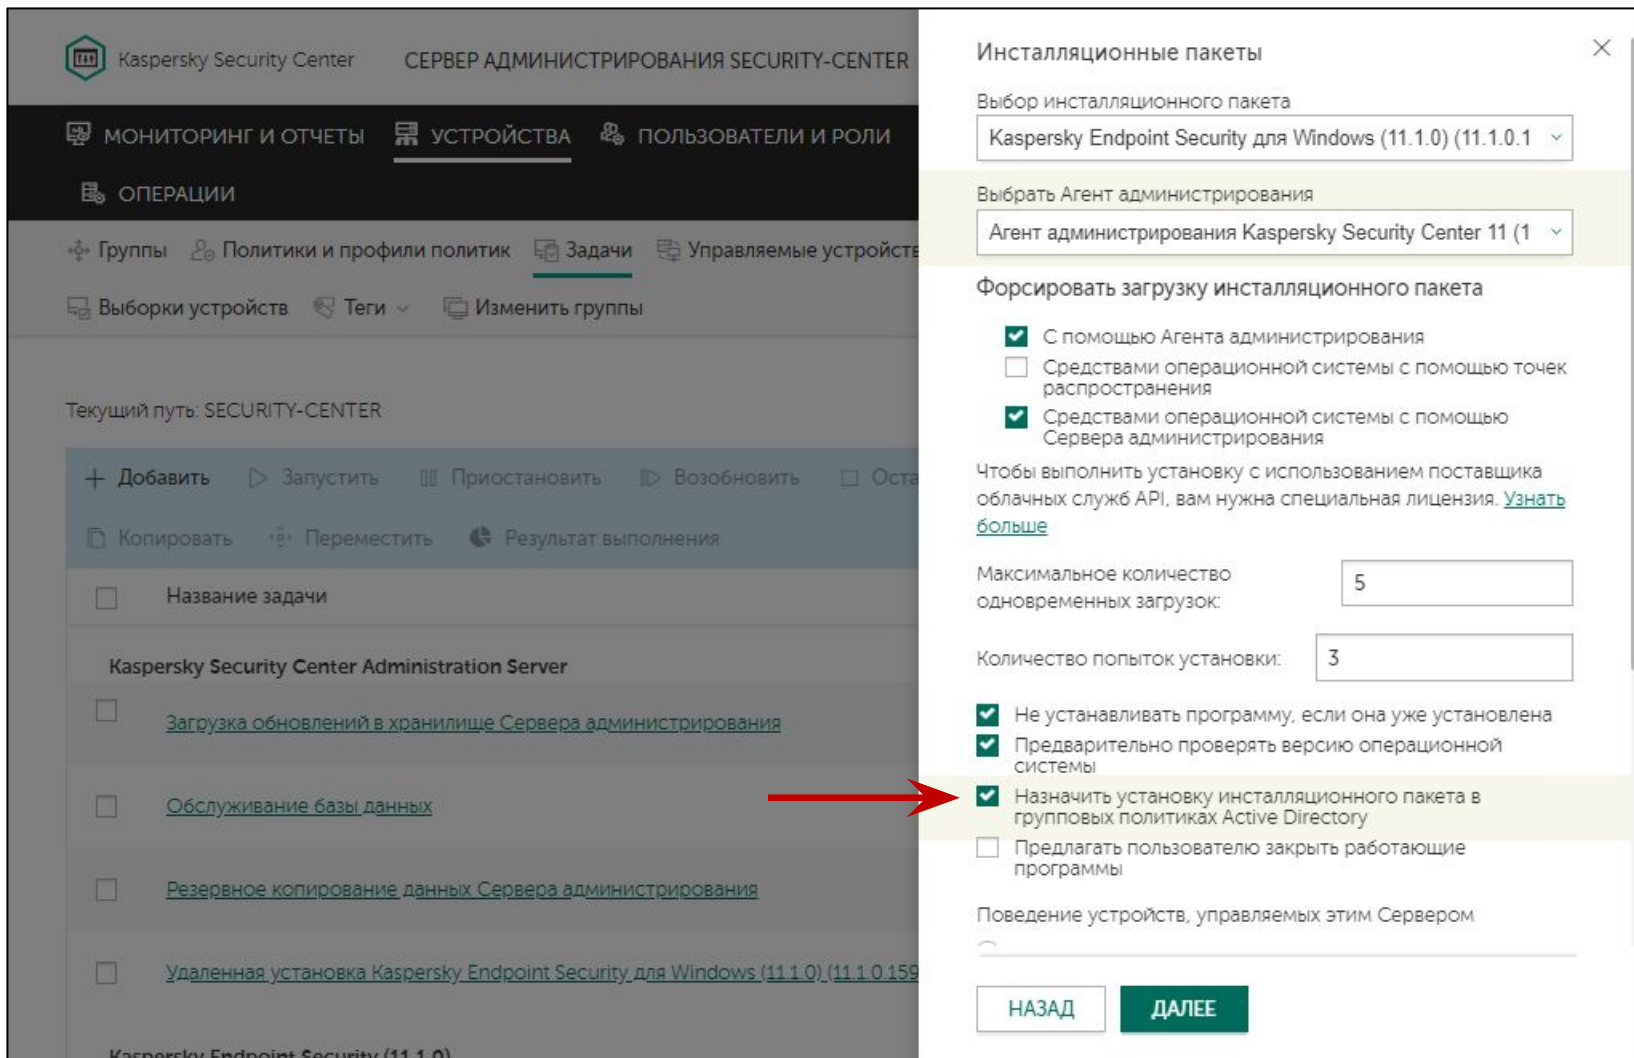 Kaspersky Security Center
СЕРВЕР АДМИНИСТРИРОВАНИЯ SECURITY-CENTER
МОНИТОРИНГ И ОТЧЕТЫ
УСТРОЙСТВА
ПОЛЬЗОВАТЕЛИ И РОЛИ
ОПЕРАЦИИ
Группы
Политики и профили политик
Задачи
Управляемые устройств
Выборки устройств
Теги
Изменить группы
Текущий путь: SECURITY-CENTER
Добавить
Запустить
Приостановить
Возобновить
Оста
Копировать
Переместить
Результат выполнения
Название задачи
Kaspersky Security Center Administration Server
Загрузка обновлений в хранилище Сервера администрирования
Обслуживание базы данных
Резервное копирование данных Сервера администрирования
Удаленная установка Kaspersky Endpoint Security для Windows (11.1.0) (11.1.0.159
Kaspersky Endpoint Security (11.1.0)
Инсталляционные пакеты
Выбор инсталляционного пакета
Kaspersky Endpoint Security для Windows (11.1.0) (11.1.0.1
Выбрать Агент администрирования
Агент администрирования Kaspersky Security Center 11 (1
Форсировать загрузку инсталляционного пакета
С помощью Агента администрирования
Средствами операционной системы с помощью точек
распространения
Средствами операционной системы с помощью
Сервера администрирования
Чтобы выполнить установку с использованием поставщика
облачных служб API, вам нужна специальная лицензия. Узнать
больше
Максимальное количество
одновременных загрузок:
5
Количество попыток установки:
3
Не устанавливать программу, если она уже установлена
Предварительно проверять версию операционной
системы
Назначить установку инсталляционного пакета в
групповых политиках Active Directory
Предлагать пользователю закрыть работающие
программы
Поведение устройств, управляемых этим Сервером
НАЗАД
ДАЛЕЕ